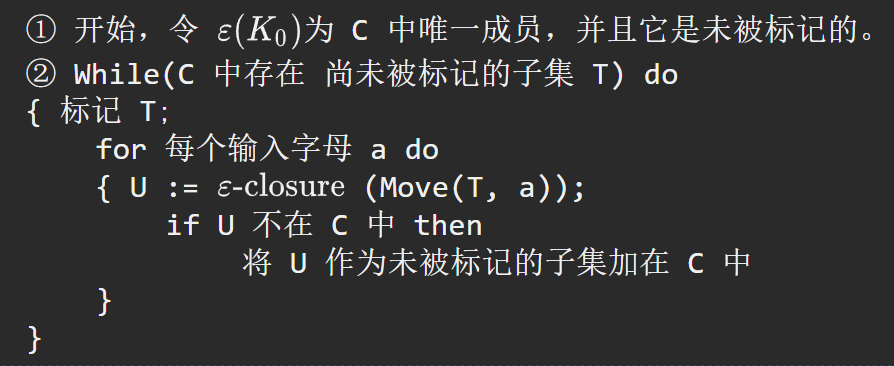 ① 开始，令 ε(K₀)为 C 中唯一成员，并且它是未被标记的。
② While(C 中存在 尚未被标记的子集 T) do
{ 标记 T;
for 每个输入字母 a do
{ U := ε-closure (Move(T, a));
if U 不在 C 中 then
将 U 作为未被标记的子集加在 C 中
}
}